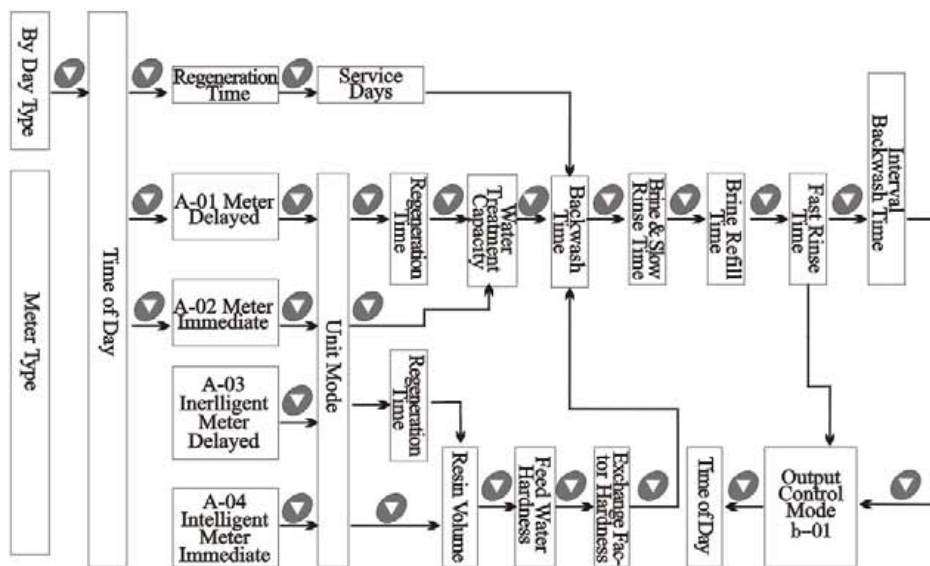 By Day Type
Meter Type
Time of Day
Regeneration
Time
Service
Days
A-01 Meter
Delayed
A-02 Meter
Immediate
A-03
Inerlligent
Meter
Delayed
A-04
Intelligent
Meter
Immediate
Unit Mode
Regeneration
Time
Water
Treatment
Capacity
Regeneration
Time
Resin Volume
Feed Water
Hardness
Exchange Fac-
tor Hardness
Backwash
Time
Brine & Slow
Rinse Time
Brine Refill
Time
Fast Rinse
Time
Interval
Backwash Time
Output
Control
Mode
b-01
Time of Day